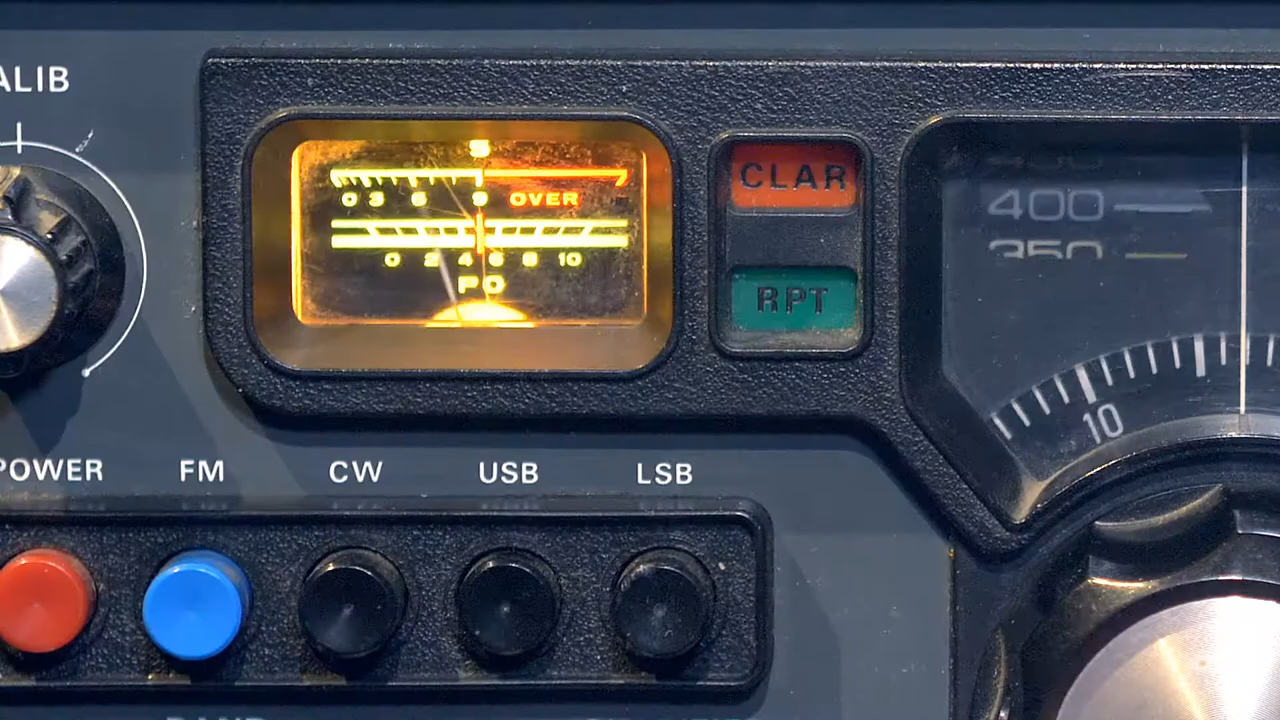 ALIB
S
0 3 6 9 OVER
0 2 4 6 8 10
PO
CLAR
RPT
400
350
10
POWER FM CW USB LSB